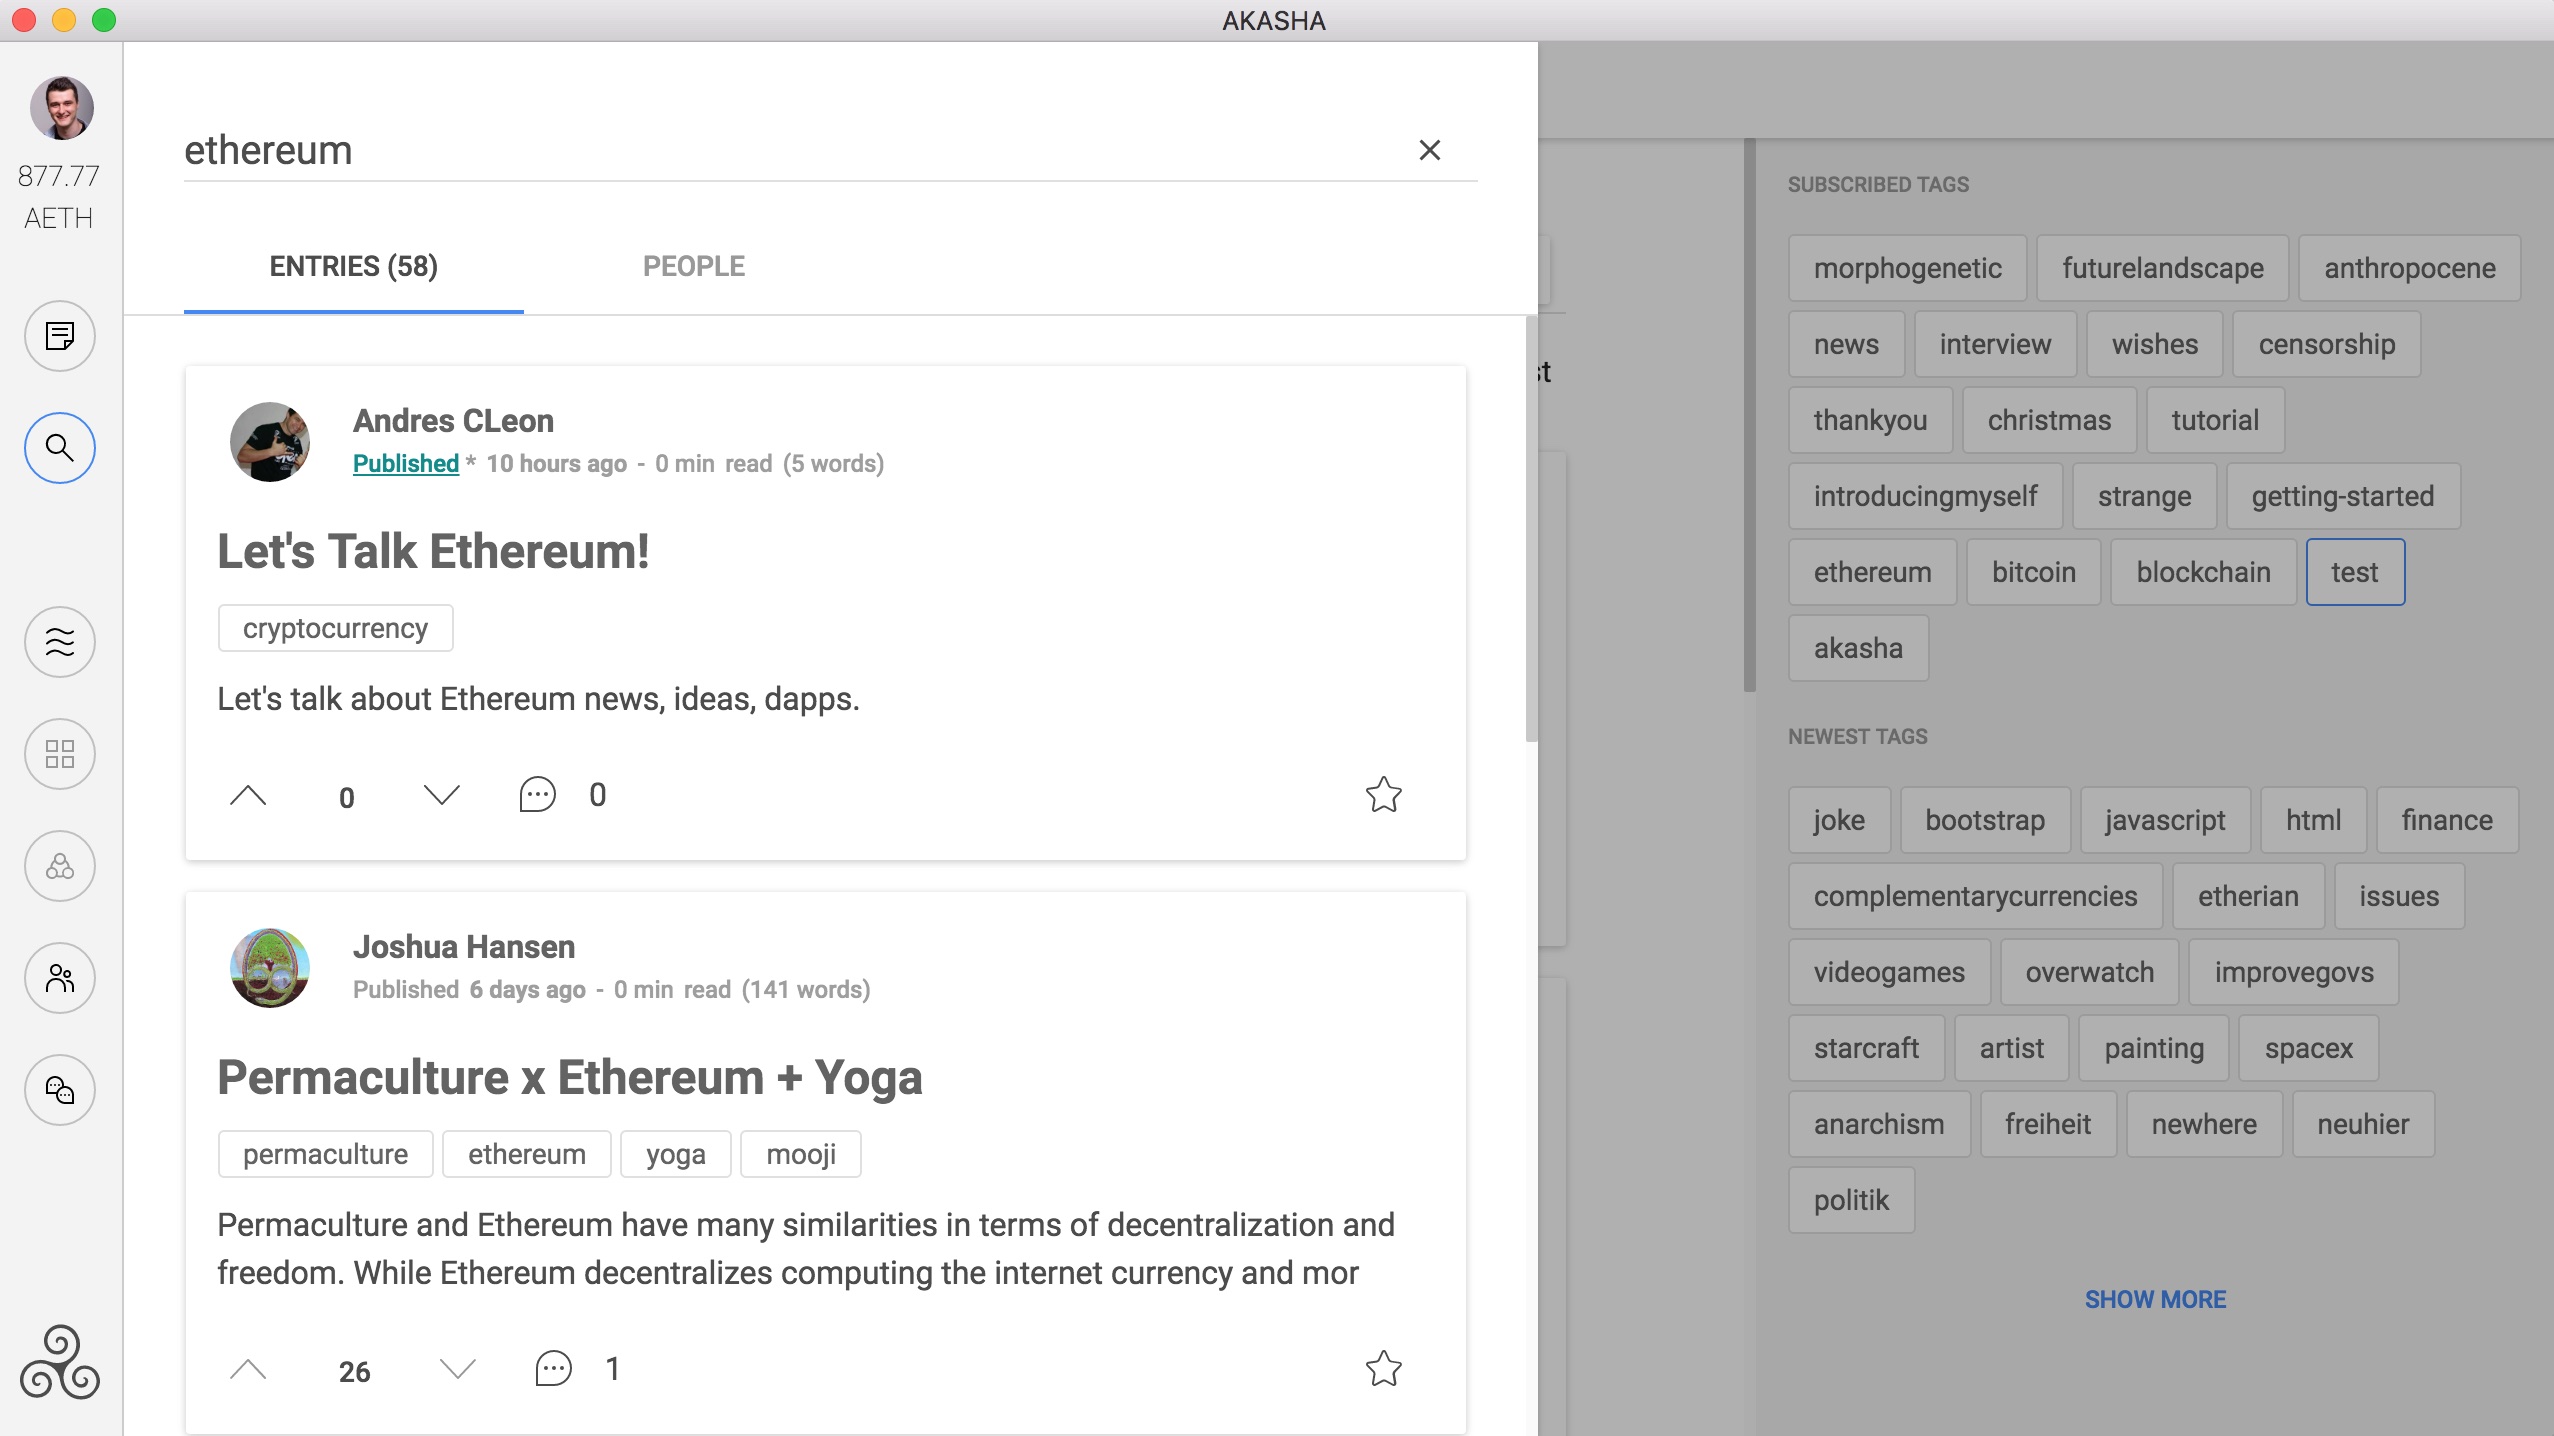 AKASHA
877.77
AETH
ethereum
ENTRIES (58) PEOPLE
Andres CLeon
Published * 10 hours ago - 0 min read (5 words)
Let's Talk Ethereum!
cryptocurrency
Let's talk about Ethereum news, ideas, dapps.
0 0
Joshua Hansen
Published 6 days ago - 0 min read (141 words)
Permaculture x Ethereum + Yoga
permaculture ethereum yoga mooji
Permaculture and Ethereum have many similarities in terms of decentralization and
freedom. While Ethereum decentralizes computing the internet currency and mor
26 1
SUBSCRIBED TAGS
morphogenetic futurelandscape anthropocene
news interview wishes censorship
thankyou christmas tutorial
introducingmyself strange getting-started
ethereum bitcoin blockchain test
akasha
NEWEST TAGS
joke bootstrap javascript html finance
complementarycurrencies etherian issues
videogames overwatch improvegovs
starcraft artist painting spacex
anarchism freiheit newhere neuhier
politik
SHOW MORE